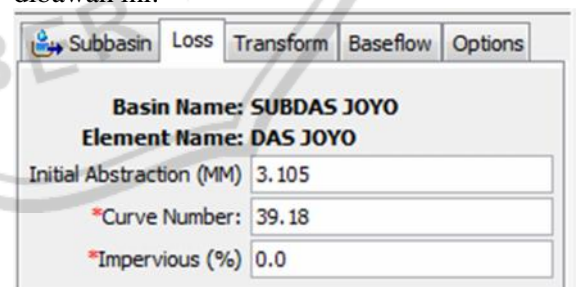 Subbasin Loss Transform Baseflow Options
Basin Name: SUBDAS JOYO
Element Name: DAS JOYO
Initial Abstraction (MM) 3.105
*Curve Number: 39.18
*Impervious (%) 0.0